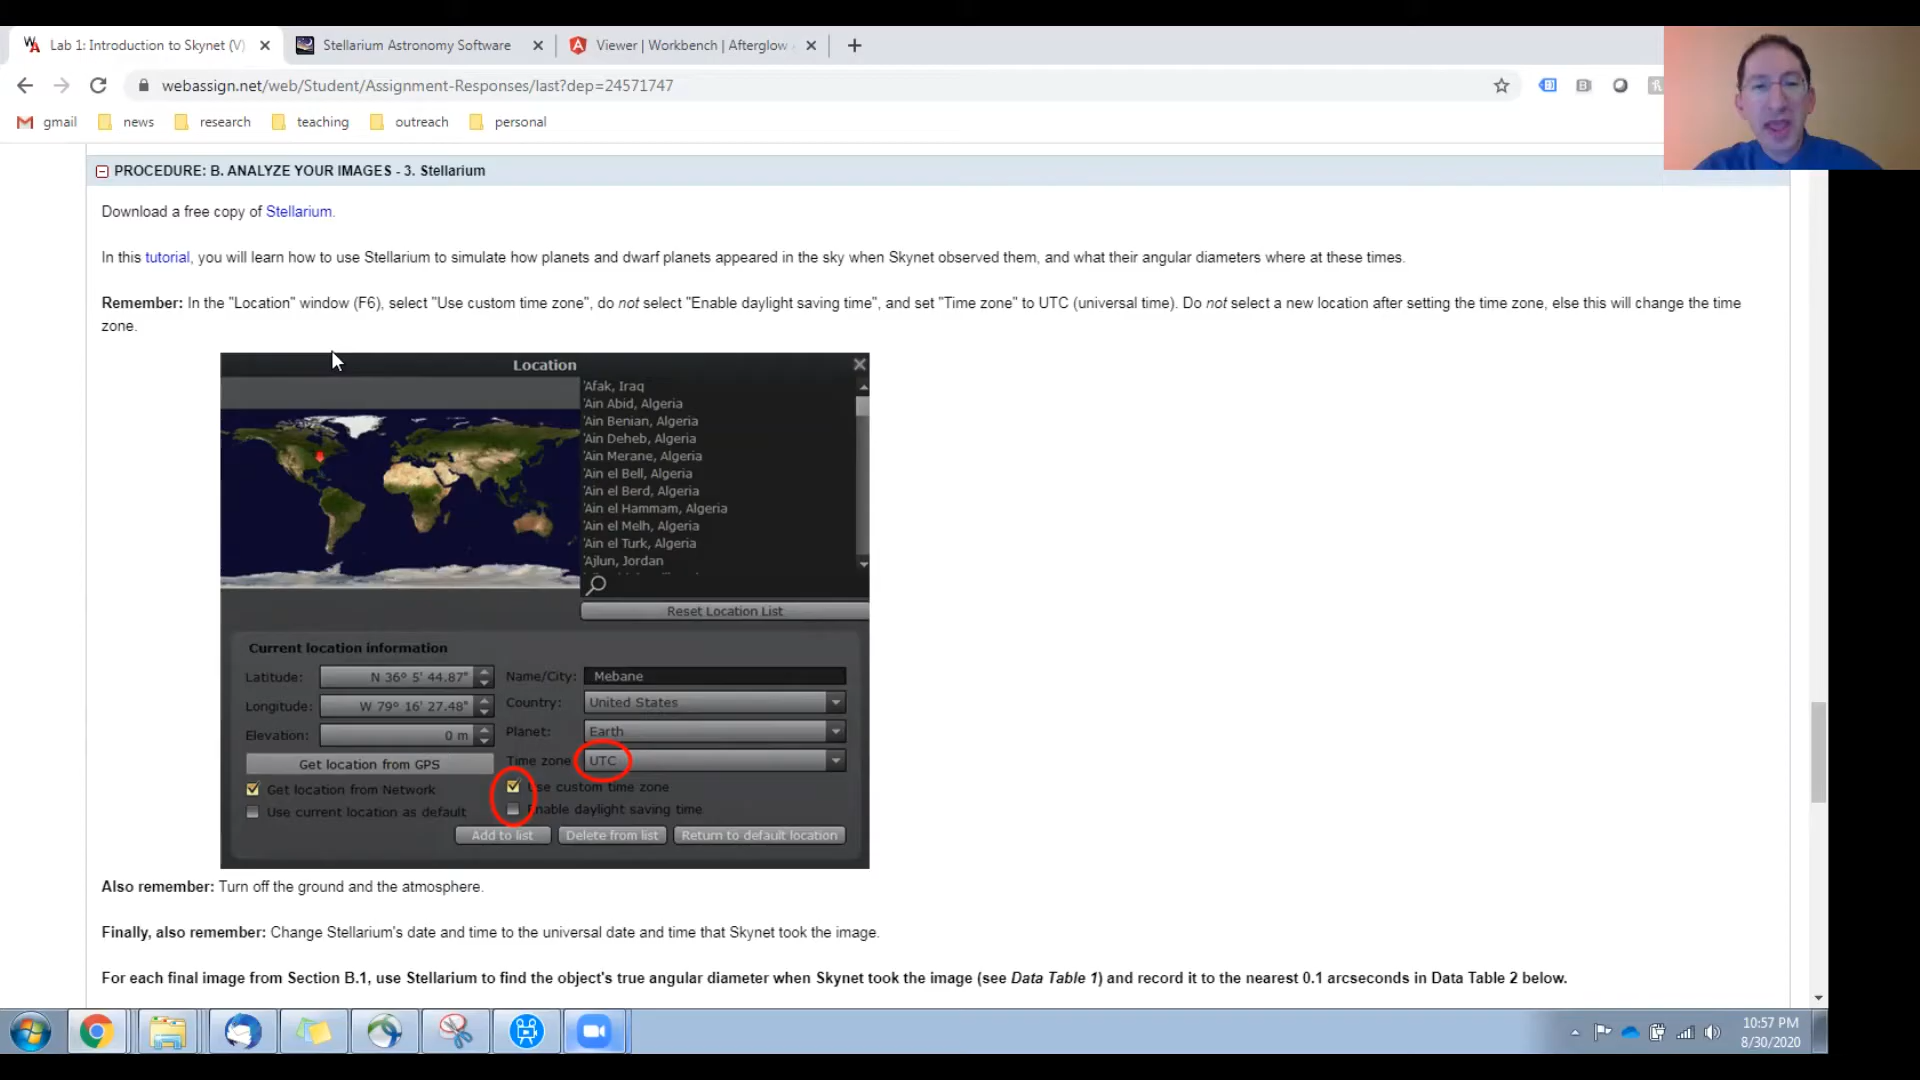 Lab 1: Introduction to Skynet (V)
Stellarium Astronomy Software
Viewer | Workbench | Afterglow
webassign.net/web/Student/Assignment-Responses/last?dep=24571747
gmail
news
research
teaching
outreach
personal
PROCEDURE: B. ANALYZE YOUR IMAGES - 3. Stellarium
Download a free copy of Stellarium.
In this tutorial, you will learn how to use Stellarium to simulate how planets and dwarf planets appeared in the sky when Skynet observed them, and what their angular diameters where at these times.
Remember: In the "Location" window (F6), select "Use custom time zone", do not select "Enable daylight saving time", and set "Time zone" to UTC (universal time). Do not select a new location after setting the time zone, else this will change the time
zone.
Location
'Afak, Iraq
'Ain Abid, Algeria
'Ain Benian, Algeria
'Ain Deheb, Algeria
'Ain Merane, Algeria
'Ain el Bell, Algeria
'Ain el Berd, Algeria
'Ain el Hammam, Algeria
'Ain el Melh, Algeria
'Ain el Turk, Algeria
'Ajlun, Jordan
Reset Location List
Current location information
Latitude: N 36° 5' 44.87"
Name/City: Mebane
Longitude: W 79° 16' 27.48"
Country: United States
Elevation: 0 m
Planet: Earth
Time zone UTC
Get location from GPS
Get location from Network
Use custom time zone
Use current location as default
Enable daylight saving time
Add to list
Delete from list
Return to default location
Also remember: Turn off the ground and the atmosphere.
Finally, also remember: Change Stellarium's date and time to the universal date and time that Skynet took the image.
For each final image from Section B.1, use Stellarium to find the object's true angular diameter when Skynet took the image (see Data Table 1) and record it to the nearest 0.1 arcseconds in Data Table 2 below.
10:57 PM
8/30/2020